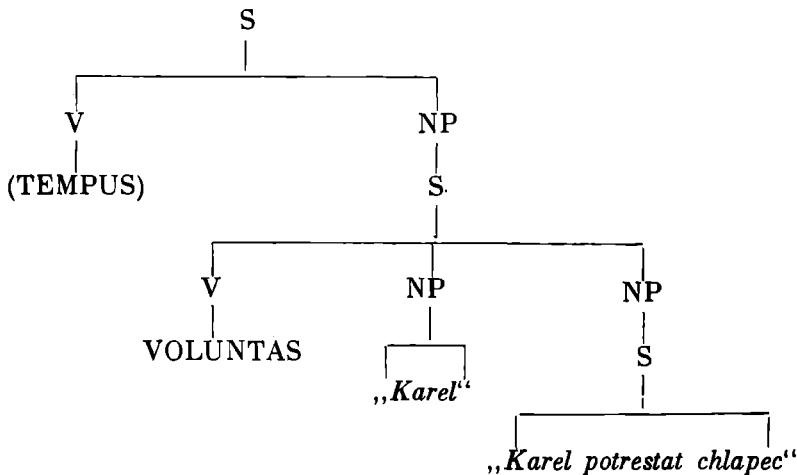 S
V NP
(TEMPUS) S
V NP NP
VOLUNTAS S
„Karel“
„Karel potrestat chlapec“